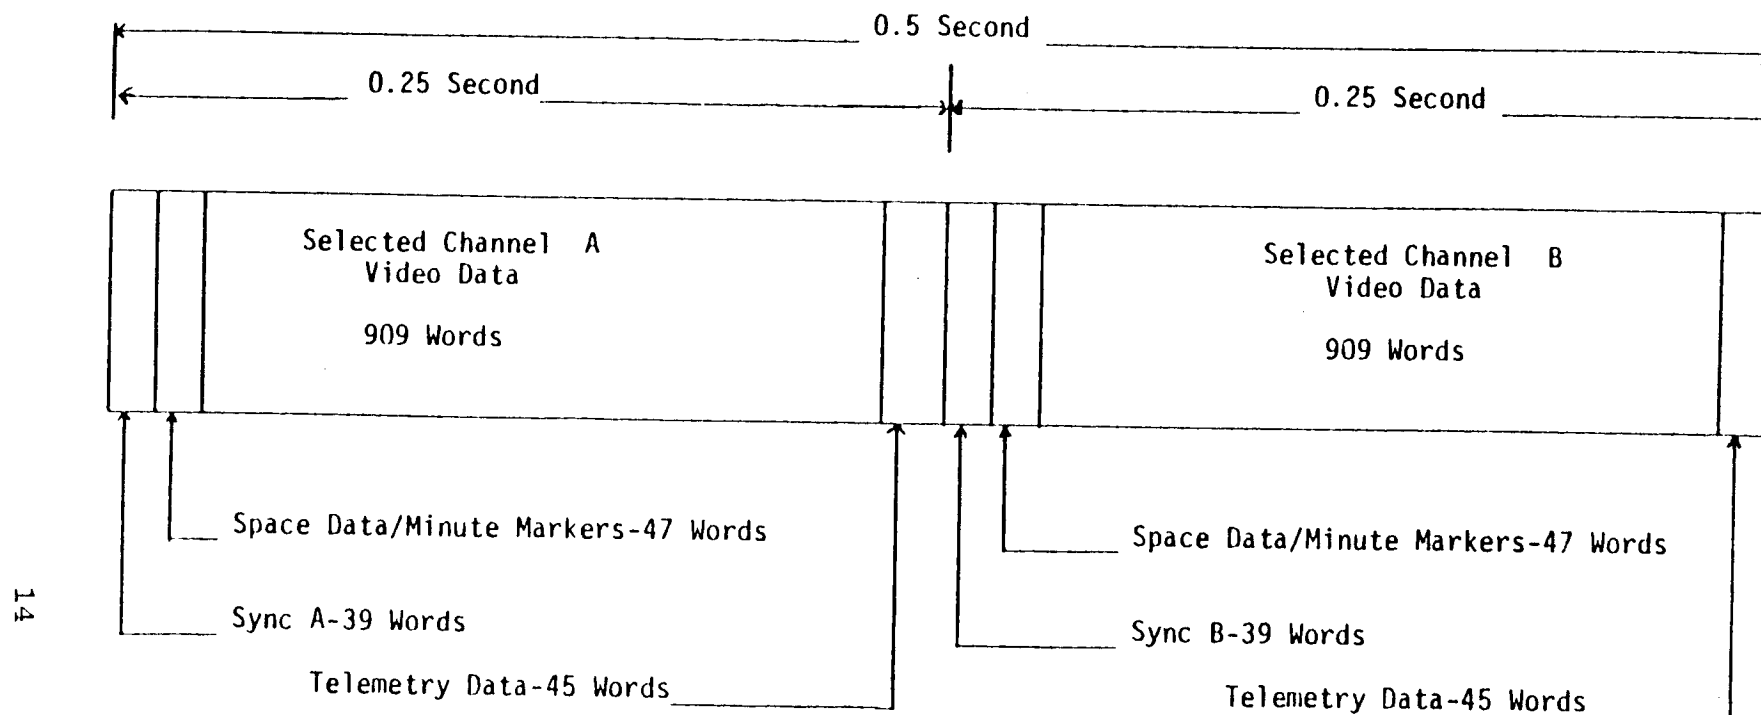 0.5 Second
0.25 Second
0.25 Second
Selected Channel A
Video Data
909 Words
Selected Channel B
Video Data
909 Words
Space Data/Minute Markers-47 Words
Space Data/Minute Markers-47 Words
Sync A-39 Words
Sync B-39 Words
Telemetry Data-45 Words
Telemetry Data-45 Words
14